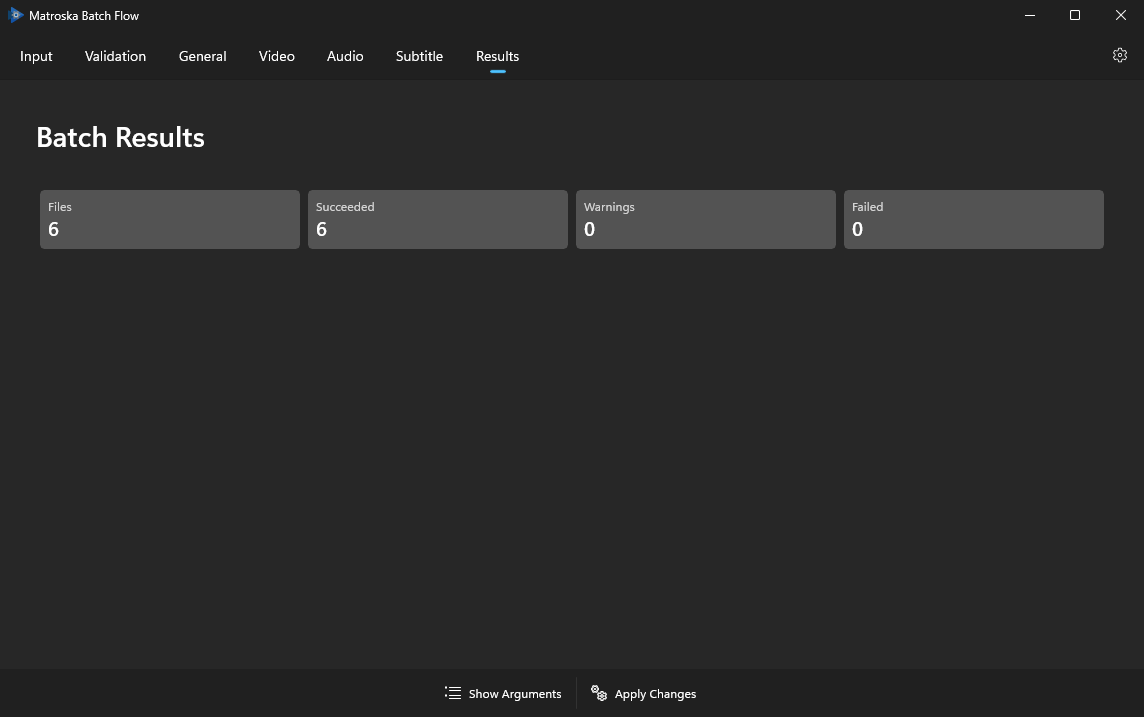 Matroska Batch Flow
Input Validation General Video Audio Subtitle Results
Batch Results
Files Succeeded Warnings Failed
6 6 0 0
Show Arguments Apply Changes